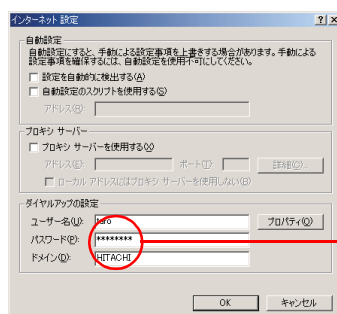 インターネット 設定
自動設定
自動設定にすると、手動による設定事項を上書きする場合があります。手動による
設定事項を確保するには、自動設定を使用不可にしてください。
設定を自動的に検出する(A)
自動設定のスクリプトを使用する(S)
アドレス(R):
プロキシ サーバー
プロキシ サーバーを使用する(X)
アドレス(E): ポート(T): 詳細(C)...
ローカル アドレスにはプロキシ サーバーを使用しない(B)
ダイヤルアップの設定
ユーザー名(U): taro プロパティ(O)
パスワード(P): ********
ドメイン(D): HITACHI
OK キャンセル